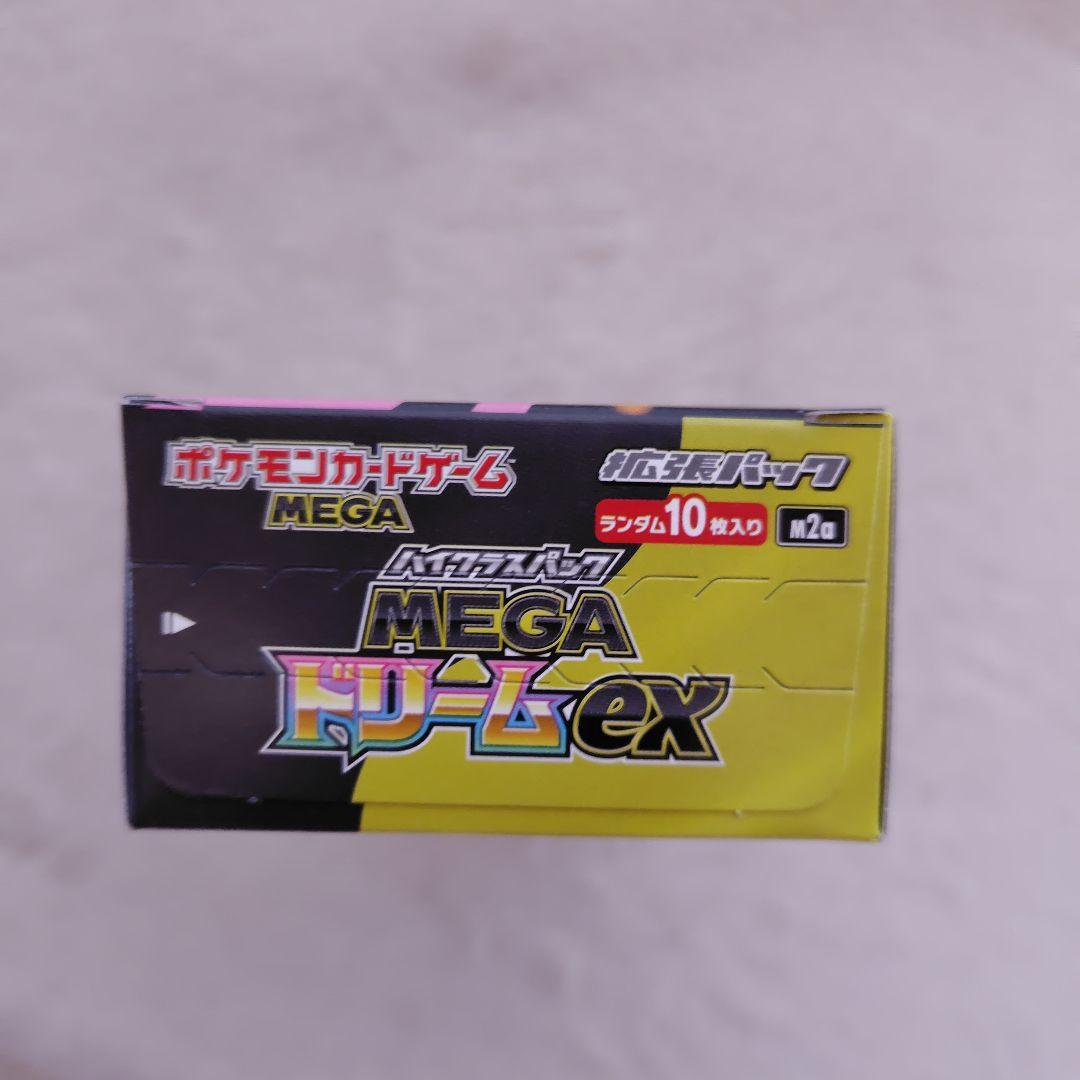 ポケモンカードゲーム
MEGA
拡張パック
ランダム10枚入り M2a
ハイクラスパック
MEGA
ドリームex